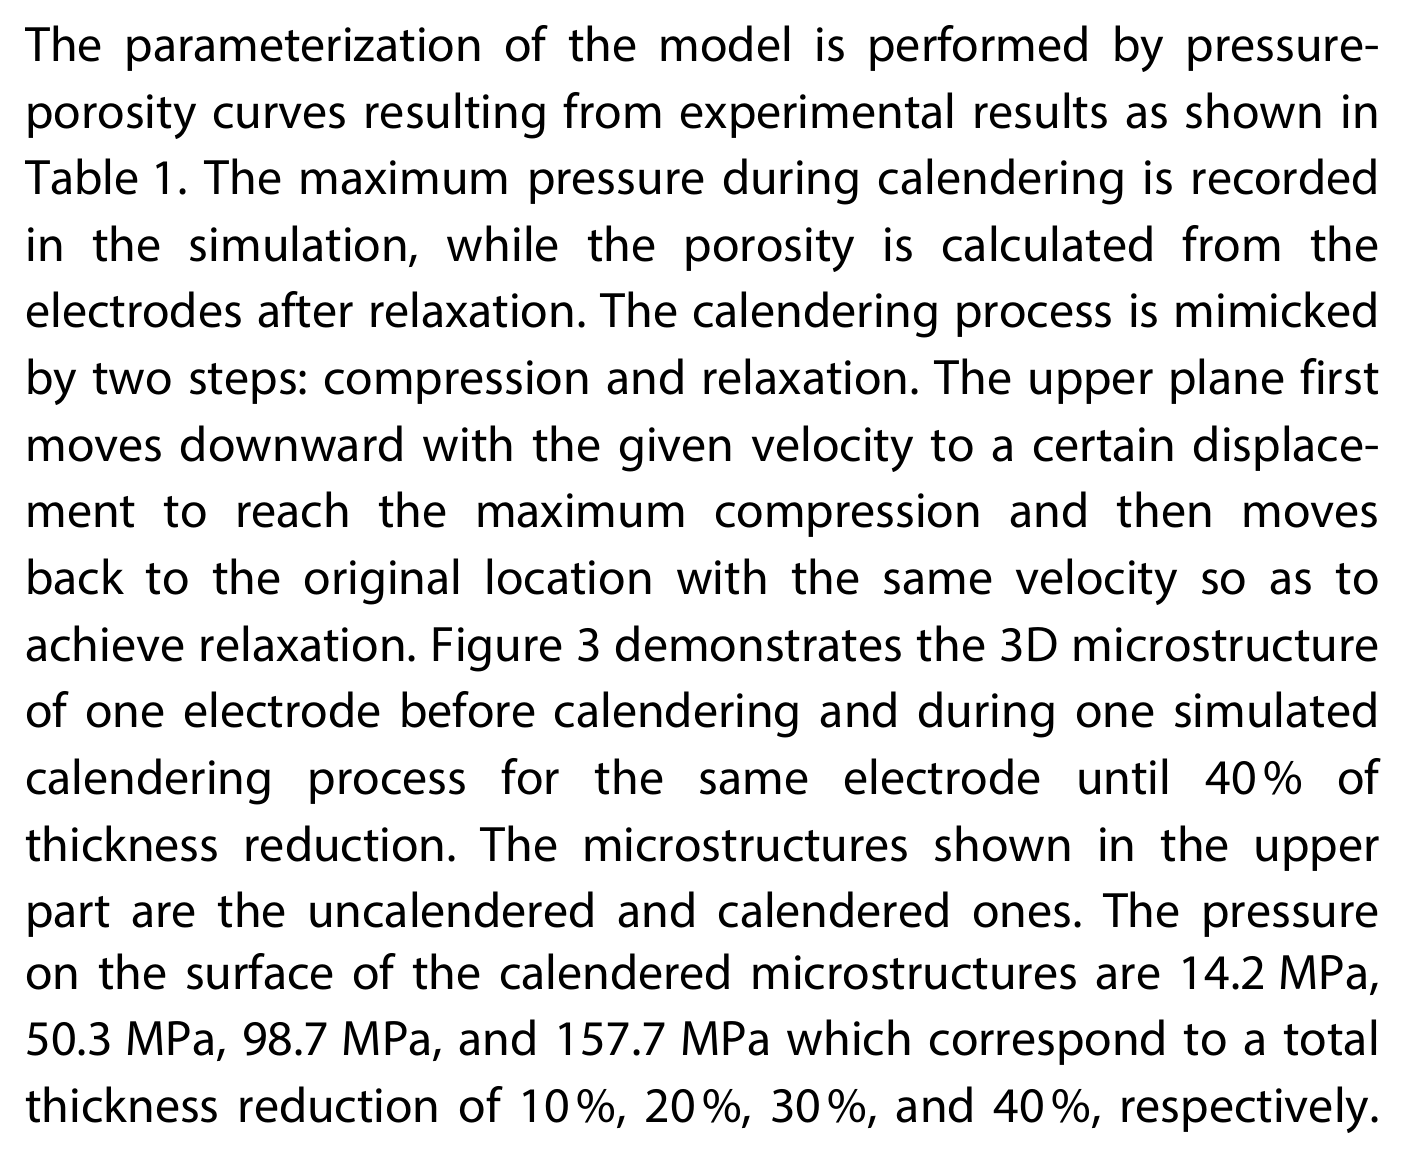 The parameterization of the model is performed by pressure-
porosity curves resulting from experimental results as shown in
Table 1. The maximum pressure during calendering is recorded
in the simulation, while the porosity is calculated from the
electrodes after relaxation. The calendering process is mimicked
by two steps: compression and relaxation. The upper plane first
moves downward with the given velocity to a certain displace-
ment to reach the maximum compression and then moves
back to the original location with the same velocity so as to
achieve relaxation. Figure 3 demonstrates the 3D microstructure
of one electrode before calendering and during one simulated
calendering process for the same electrode until 40 % of
thickness reduction. The microstructures shown in the upper
part are the uncalendered and calendered ones. The pressure
on the surface of the calendered microstructures are 14.2 MPa,
50.3 MPa, 98.7 MPa, and 157.7 MPa which correspond to a total
thickness reduction of 10 %, 20 %, 30 %, and 40 %, respectively.